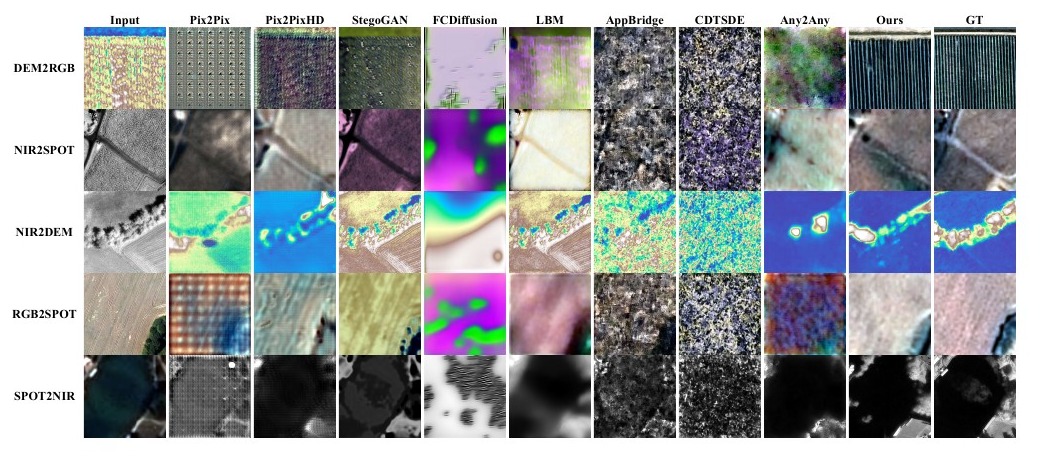 Input Pix2Pix Pix2PixHD StegoGAN FCDiffusion LBM AppBridge CDTSDE Any2Any Ours GT
DEM2RGB
NIR2SPOT
NIR2DEM
RGB2SPOT
SPOT2NIR